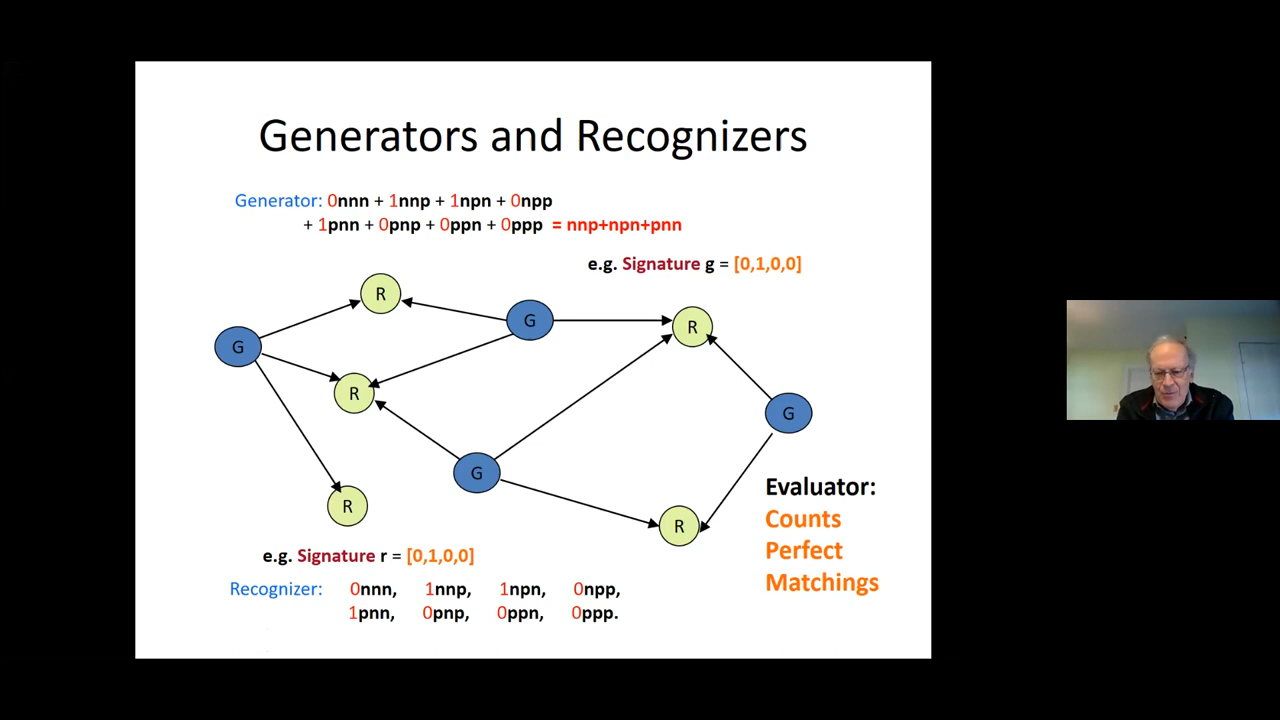 Generators and Recognizers
Generator: 0nnn + 1nnp + 1npn + 0npp
+ 1pnn + 0pnp + 0ppn + 0ppp = nnp+npn+pnn
e.g. Signature g = [0,1,0,0]
R
G
R
G
R
G
G
R
R
Evaluator:
Counts
Perfect
Matchings
e.g. Signature r = [0,1,0,0]
Recognizer: 0nnn, 1nnp, 1npn, 0npp,
1pnn, 0pnp, 0ppn, 0ppp.